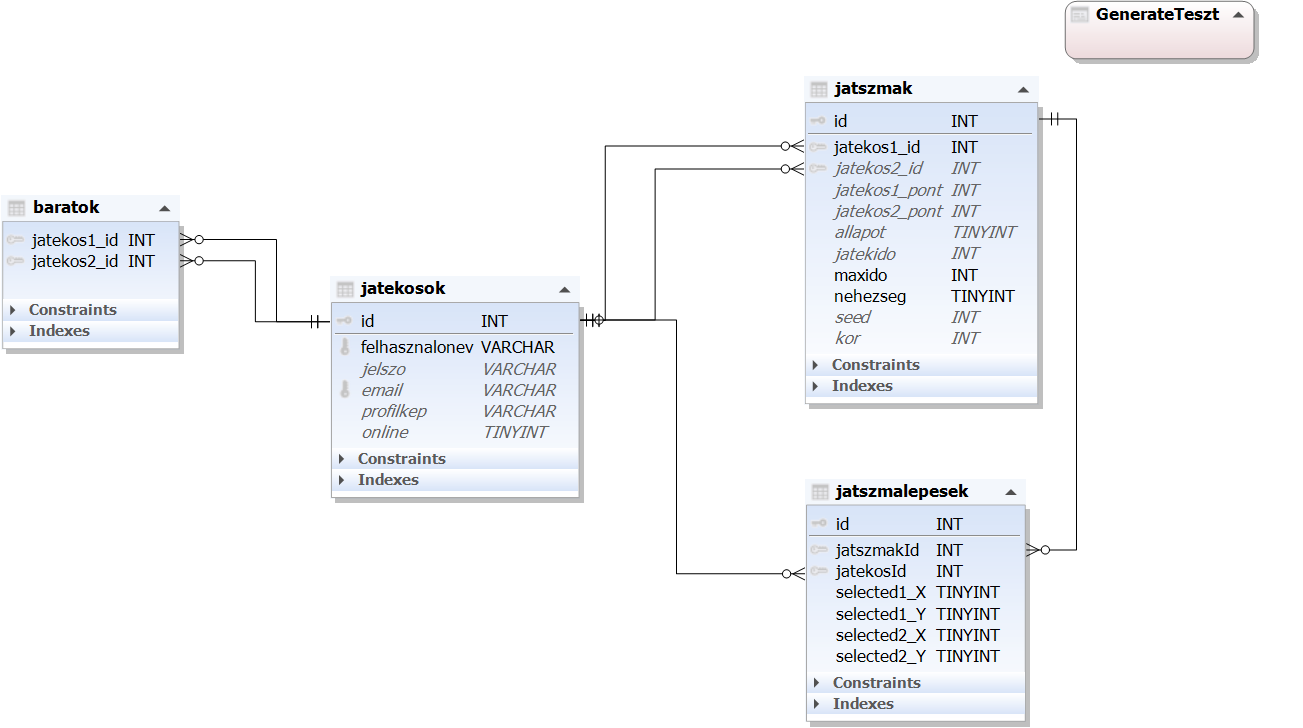 GenerateTeszt
jatszmak
id INT
jatekos1_id INT
jatekos2_id INT
jatekos1_pont INT
jatekos2_pont INT
allapot TINYINT
jatekido INT
maxido INT
nehezseg TINYINT
seed INT
kor INT
Constraints
Indexes
baratok
jatekos1_id INT
jatekos2_id INT
Constraints
Indexes
jatekosok
id INT
felhasznalonev VARCHAR
jelszo VARCHAR
email VARCHAR
profilkep VARCHAR
online TINYINT
Constraints
Indexes
jatszmalepesek
id INT
jatszmakId INT
jatekosId INT
selected1_X TINYINT
selected1_Y TINYINT
selected2_X TINYINT
selected2_Y TINYINT
Constraints
Indexes